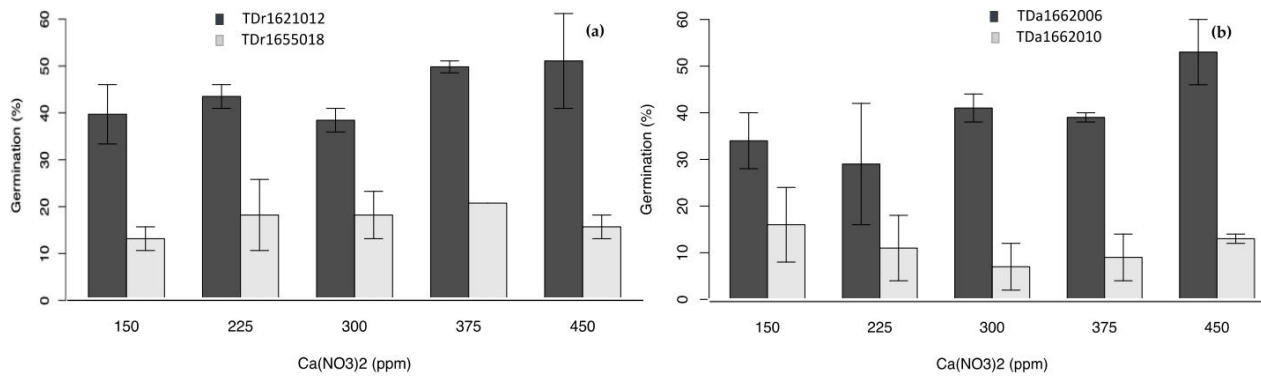 TDr1621012
TDr1655018
(a)
60
50
40
30
20
10
0
Germination (%)
150 225 300 375 450
Ca(NO3)2 (ppm)
TDa1662006
TDa1662010
(b)
60
50
40
30
20
10
0
Germination (%)
150 225 300 375 450
Ca(NO3)2 (ppm)